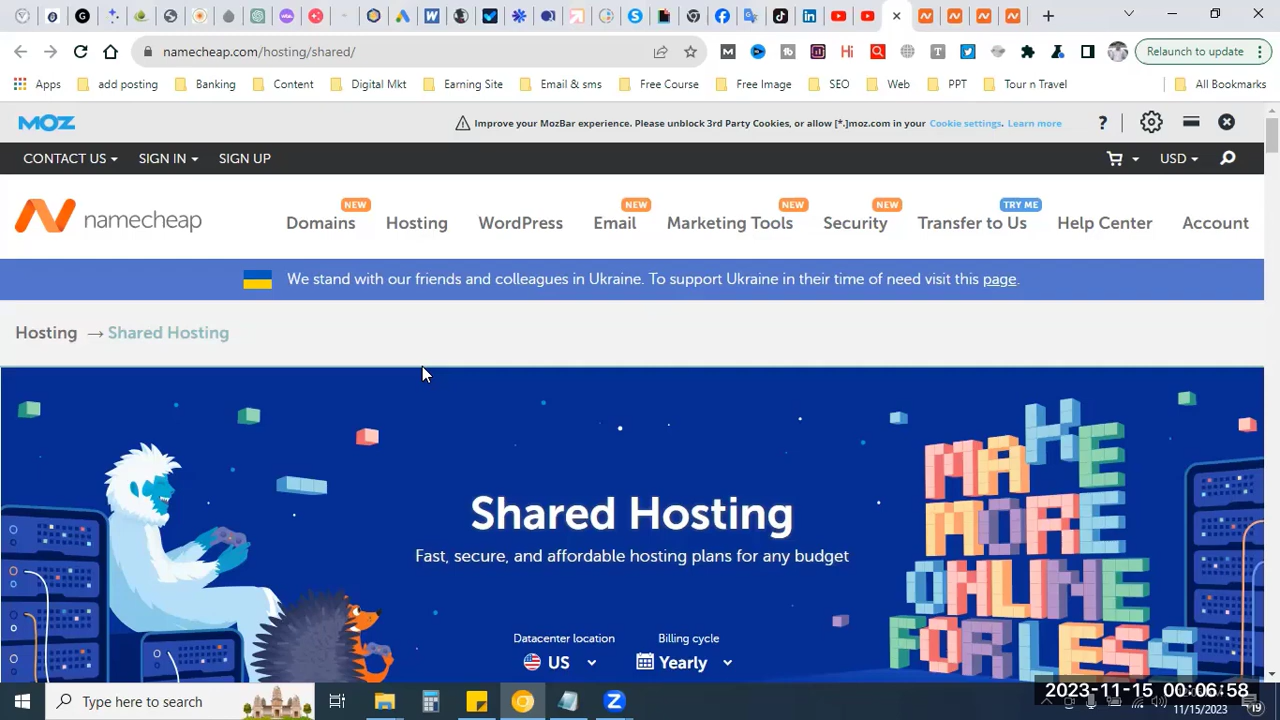 namecheap.com/hosting/shared/
Relaunch to update
Apps
add posting
Banking
Content
Digital Mkt
Earning Site
Email & sms
Free Course
Free Image
SEO
Web
PPT
Tour n Travel
All Bookmarks
MOZ
Improve your MozBar experience. Please unblock 3rd Party Cookies, or allow [*.]moz.com in your Cookie settings. Learn more
CONTACT US
SIGN IN
SIGN UP
USD
namecheap
Domains
NEW
Hosting
WordPress
Email
NEW
Marketing Tools
NEW
Security
NEW
Transfer to Us
TRY ME
Help Center
Account
We stand with our friends and colleagues in Ukraine. To support Ukraine in their time of need visit this page.
Hosting → Shared Hosting
Shared Hosting
Fast, secure, and affordable hosting plans for any budget
MAKE
MORE
ONLINE
FOR LESS
Datacenter location
US
Billing cycle
Yearly
Type here to search
2023-11-15 00:06:58
11/15/2023
19